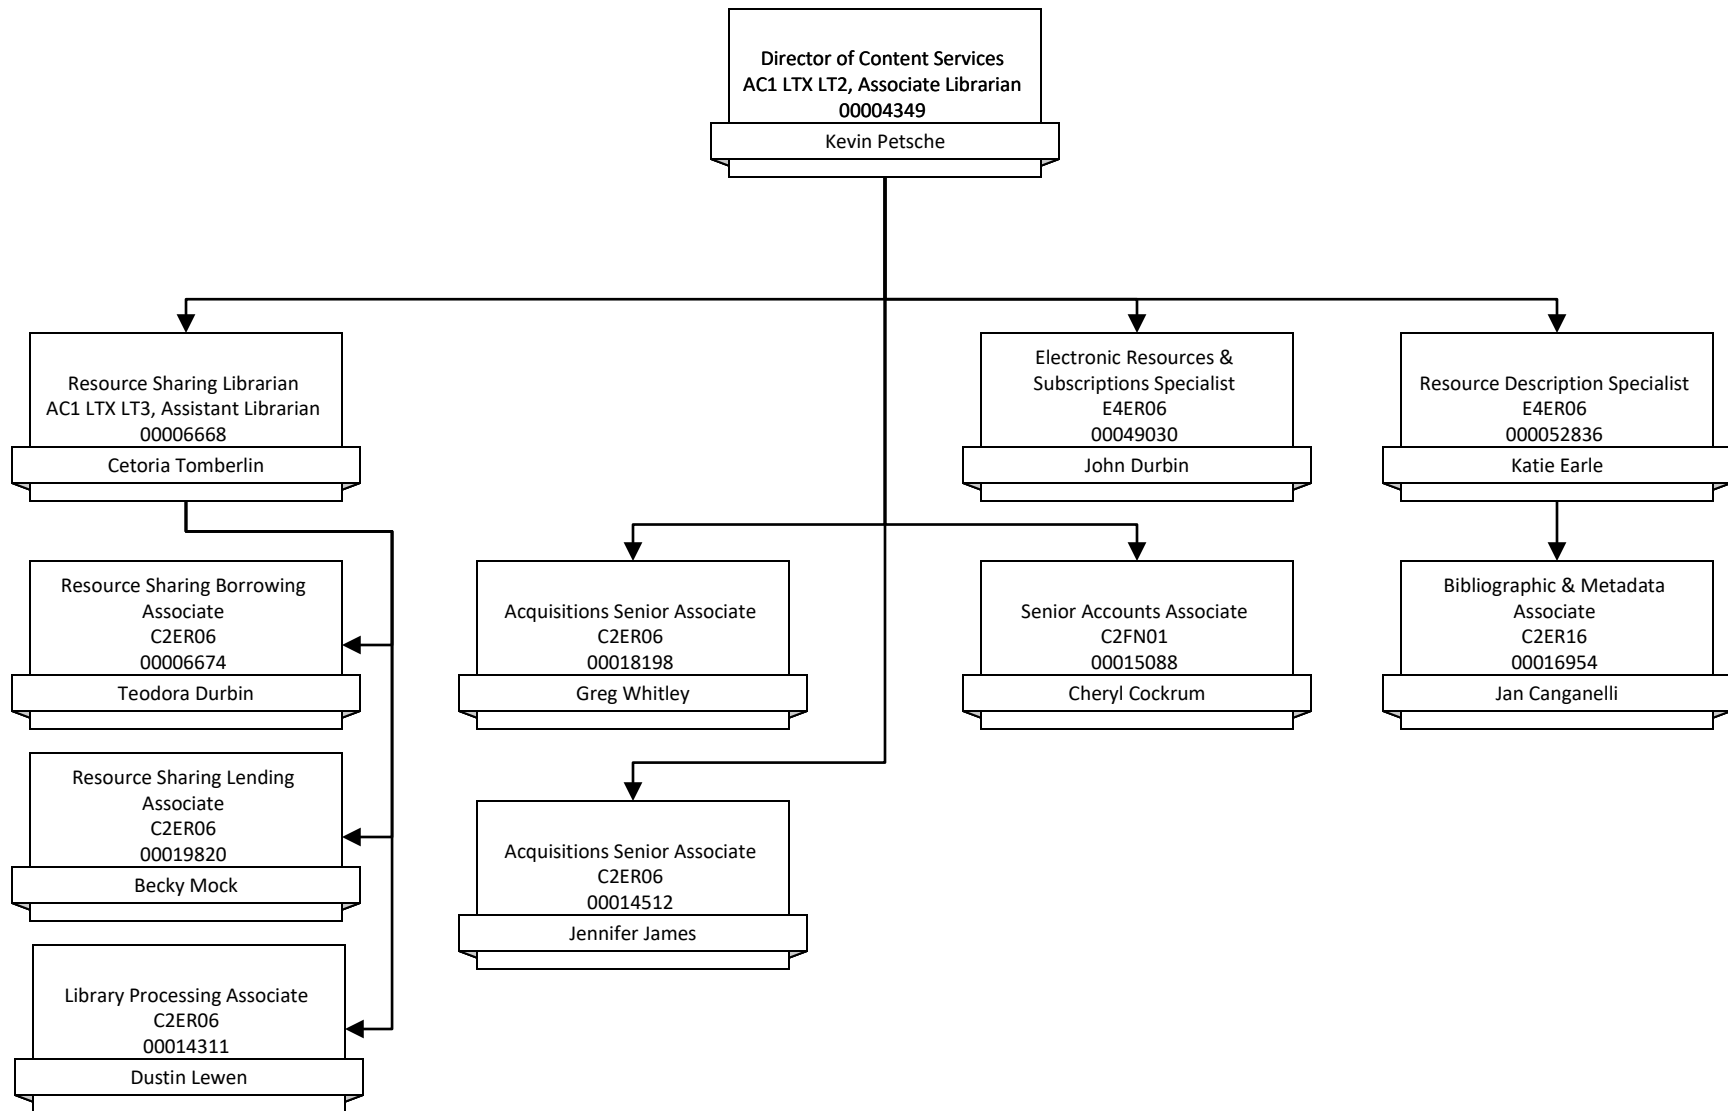 Director of Content Services
AC1 LTX LT2, Associate Librarian
00004349
Kevin Petsche
Resource Sharing Librarian
AC1 LTX LT3, Assistant Librarian
00006668
Cetoria Tomberlin
Electronic Resources &
Subscriptions Specialist
E4ER06
00049030
John Durbin
Resource Description Specialist
E4ER06
000052836
Katie Earle
Resource Sharing Borrowing
Associate
C2ER06
00006674
Teodora Durbin
Acquisitions Senior Associate
C2ER06
00018198
Greg Whitley
Senior Accounts Associate
C2FN01
00015088
Cheryl Cockrum
Bibliographic & Metadata
Associate
C2ER16
00016954
Jan Canganelli
Resource Sharing Lending
Associate
C2ER06
00019820
Becky Mock
Acquisitions Senior Associate
C2ER06
00014512
Jennifer James
Library Processing Associate
C2ER06
00014311
Dustin Lewen